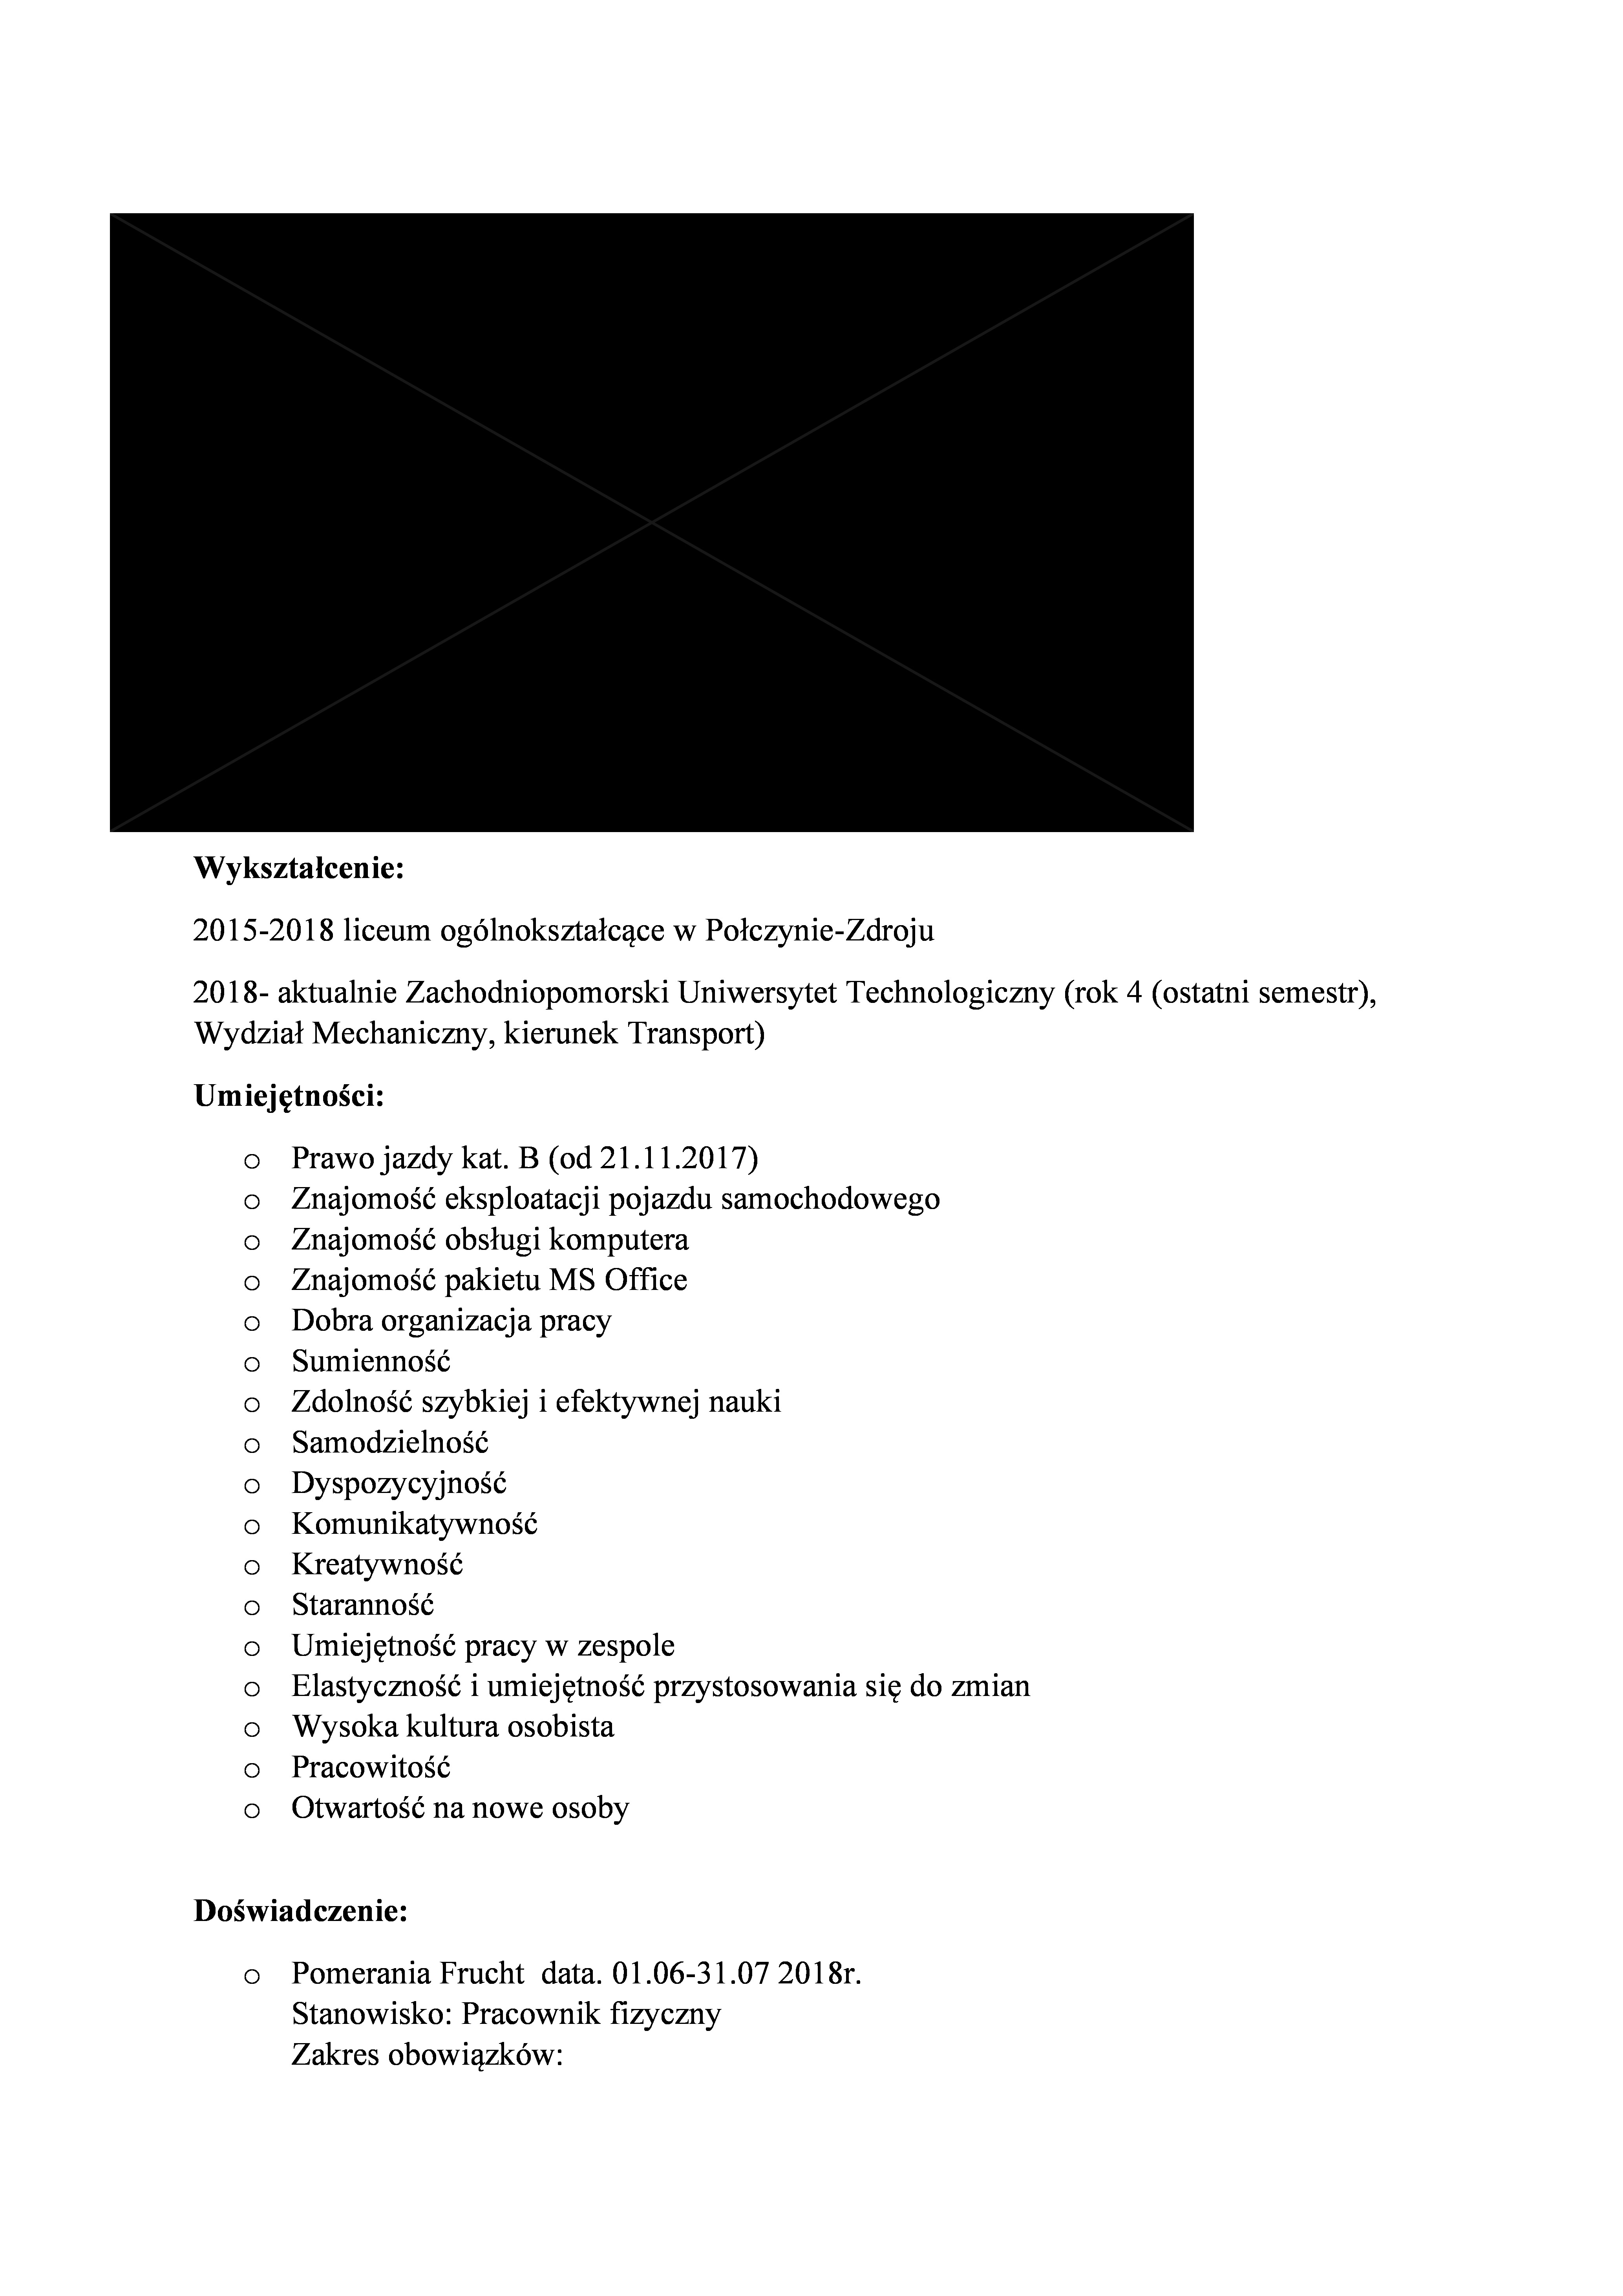 Wykształcenie:
2015-2018 liceum ogólnokształcące w Połczynie-Zdroju
2018- aktualnie Zachodniopomorski Uniwersytet Technologiczny (rok 4 (ostatni semestr),
Wydział Mechaniczny, kierunek Transport)
Umiejętności:
o Prawo jazdy kat. B (od 21.11.2017)
o Znajomość eksploatacji pojazdu samochodowego
o Znajomość obsługi komputera
o Znajomość pakietu MS Office
o Dobra organizacja pracy
o Sumienność
o Zdolność szybkiej i efektywnej nauki
o Samodzielność
o Dyspozycyjność
o Komunikatywność
o Kreatywność
o Staranność
o Umiejętność pracy w zespole
o Elastyczność i umiejętność przystosowania się do zmian
o Wysoka kultura osobista
o Pracowitość
o Otwartość na nowe osoby
Doświadczenie:
o Pomerania Frucht  data. 01.06-31.07 2018r.
Stanowisko: Pracownik fizyczny
Zakres obowiązków: